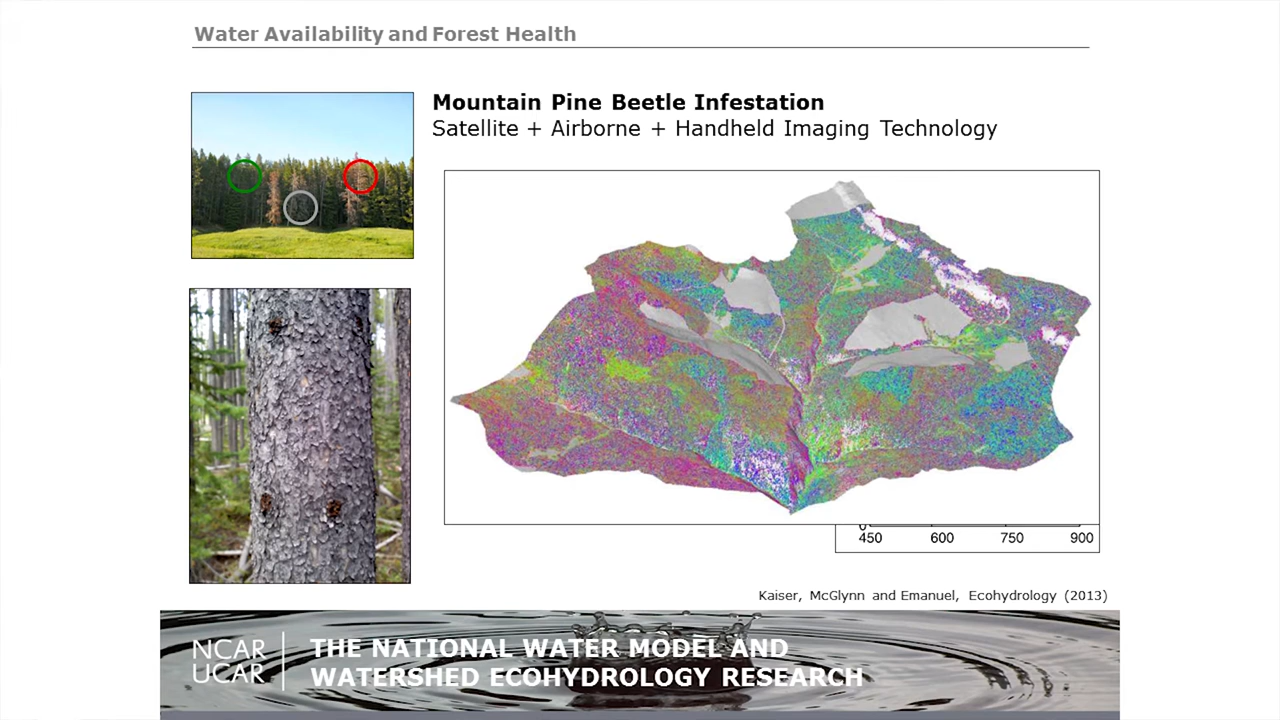 Water Availability and Forest Health
Mountain Pine Beetle Infestation
Satellite + Airborne + Handheld Imaging Technology
0
450 600 750 900
Kaiser, McGlynn and Emanuel, Ecohydrology (2013)
NCAR
UCAR
THE NATIONAL WATER MODEL AND
WATERSHED ECOHYDROLOGY RESEARCH